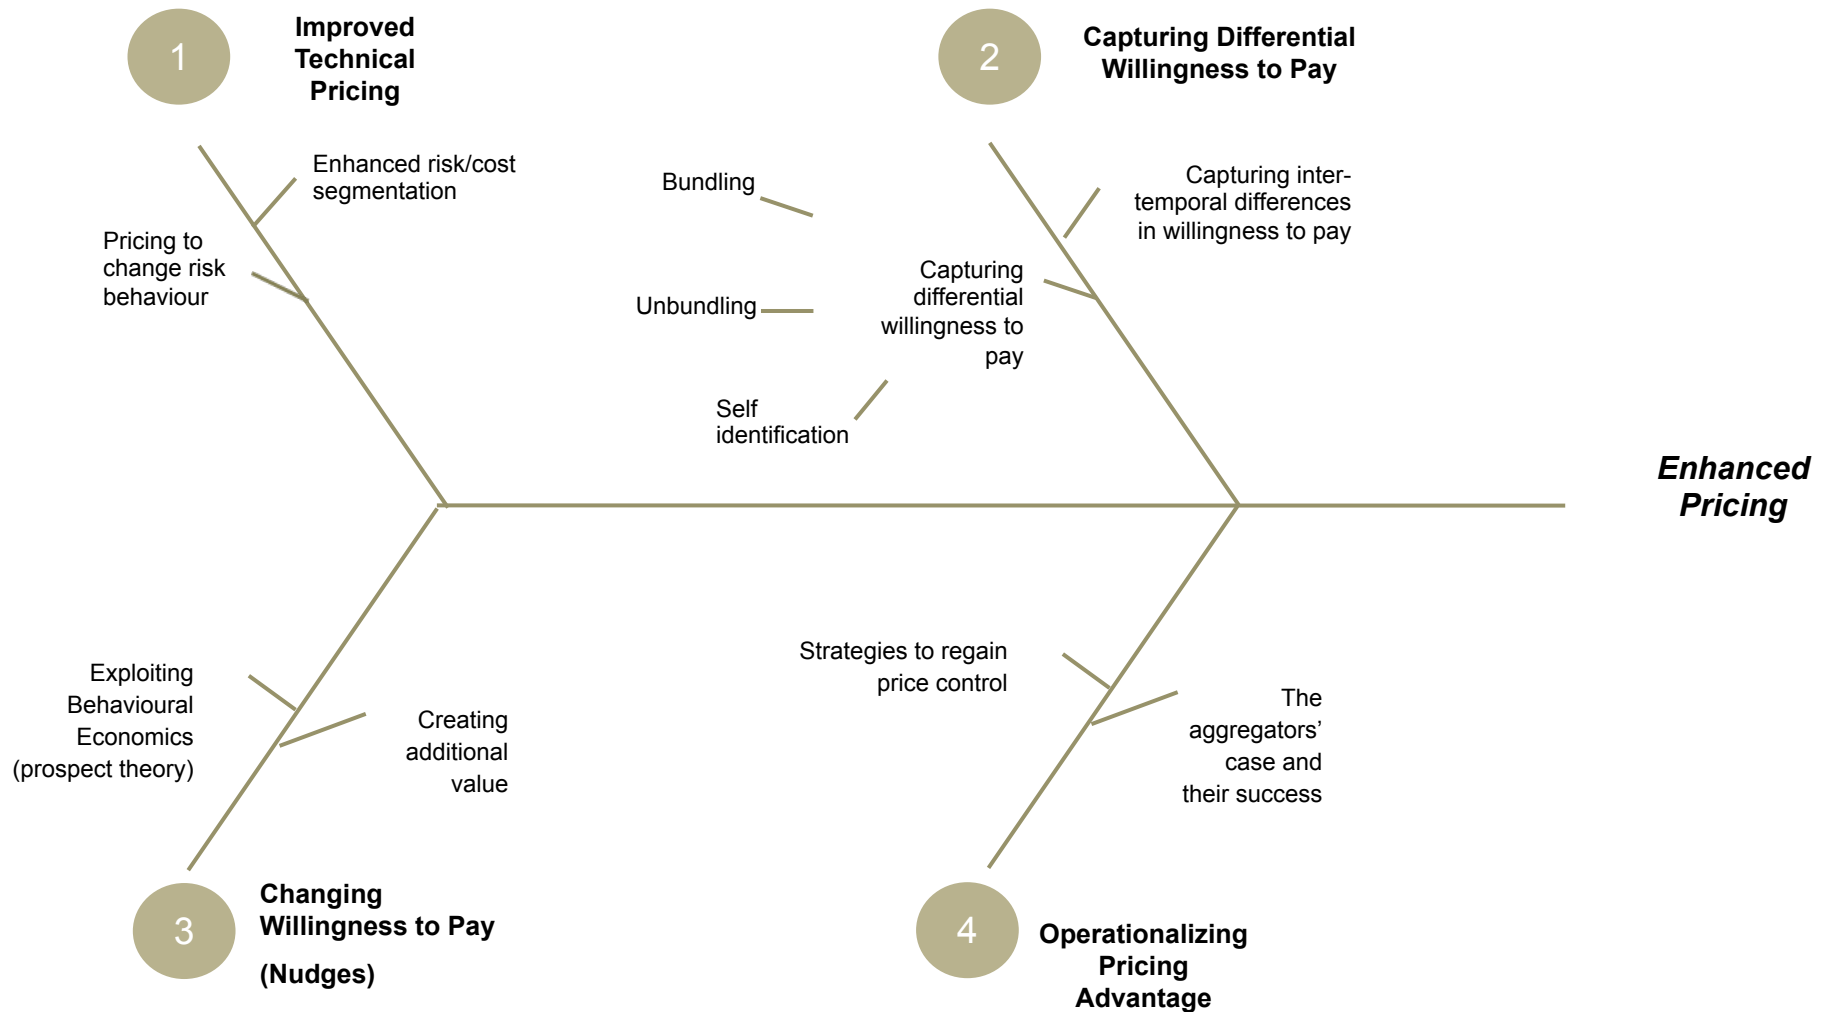 1
Improved
Technical
Pricing
Enhanced risk/cost
segmentation
Pricing to
change risk
behaviour
2
Capturing Differential
Willingness to Pay
Capturing inter-
temporal differences
in willingness to pay
Capturing
differential
willingness to
pay
Bundling
Unbundling
Self
identification
Enhanced
Pricing
Exploiting
Behavioural
Economics
(prospect theory)
Creating
additional
value
3
Changing
Willingness to Pay
(Nudges)
Strategies to regain
price control
The
aggregators’
case and
their success
4
Operationalizing
Pricing
Advantage